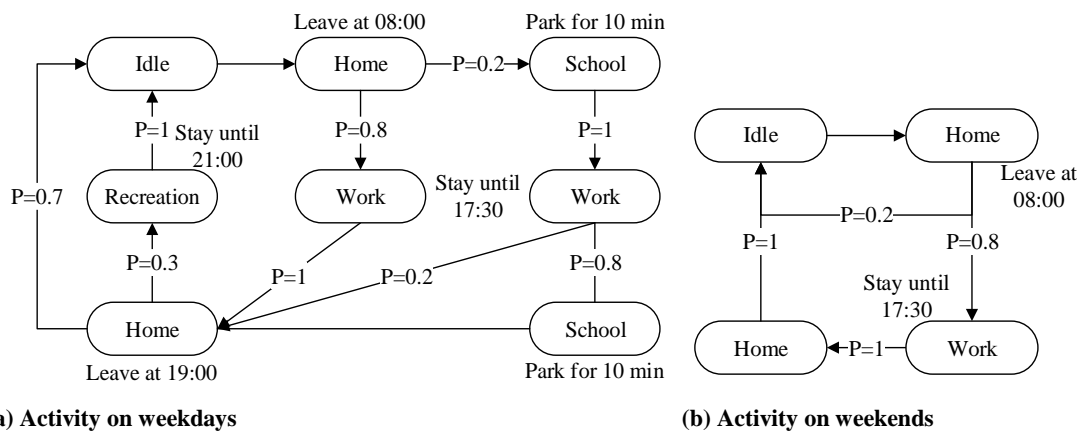 Leave at 08:00
Park for 10 min
Idle
Home
P=0.2
School
P=1
Stay until
21:00
P=0.8
P=1
P=0.7
Recreation
Work
Stay until
17:30
Work
P=0.3
P=1
P=0.2
P=0.8
Home
School
Leave at 19:00
Park for 10 min
a) Activity on weekdays
Idle
Home
Leave at
08:00
P=0.2
P=1
P=0.8
Stay until
17:30
Home
P=1
Work
(b) Activity on weekends